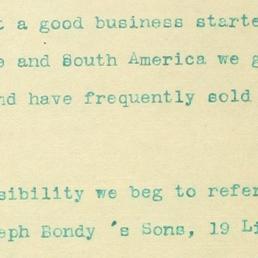 t a good business starte
e and South America we g
nd have frequently sold
sibility we beg to refer
eph Bondy 's Sons, 19 Li